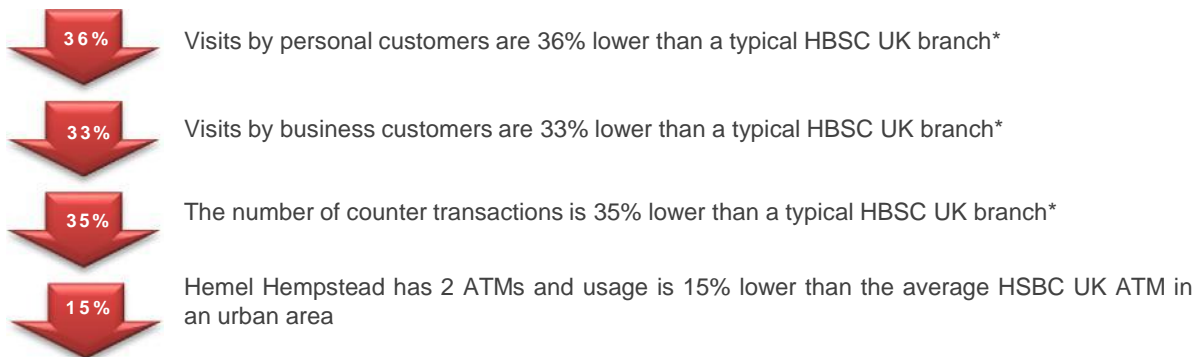 36%
Visits by personal customers are 36% lower than a typical HBSC UK branch*
33%
Visits by business customers are 33% lower than a typical HBSC UK branch*
35%
The number of counter transactions is 35% lower than a typical HBSC UK branch*
15%
Hemel Hempstead has 2 ATMs and usage is 15% lower than the average HSBC UK ATM in
an urban area